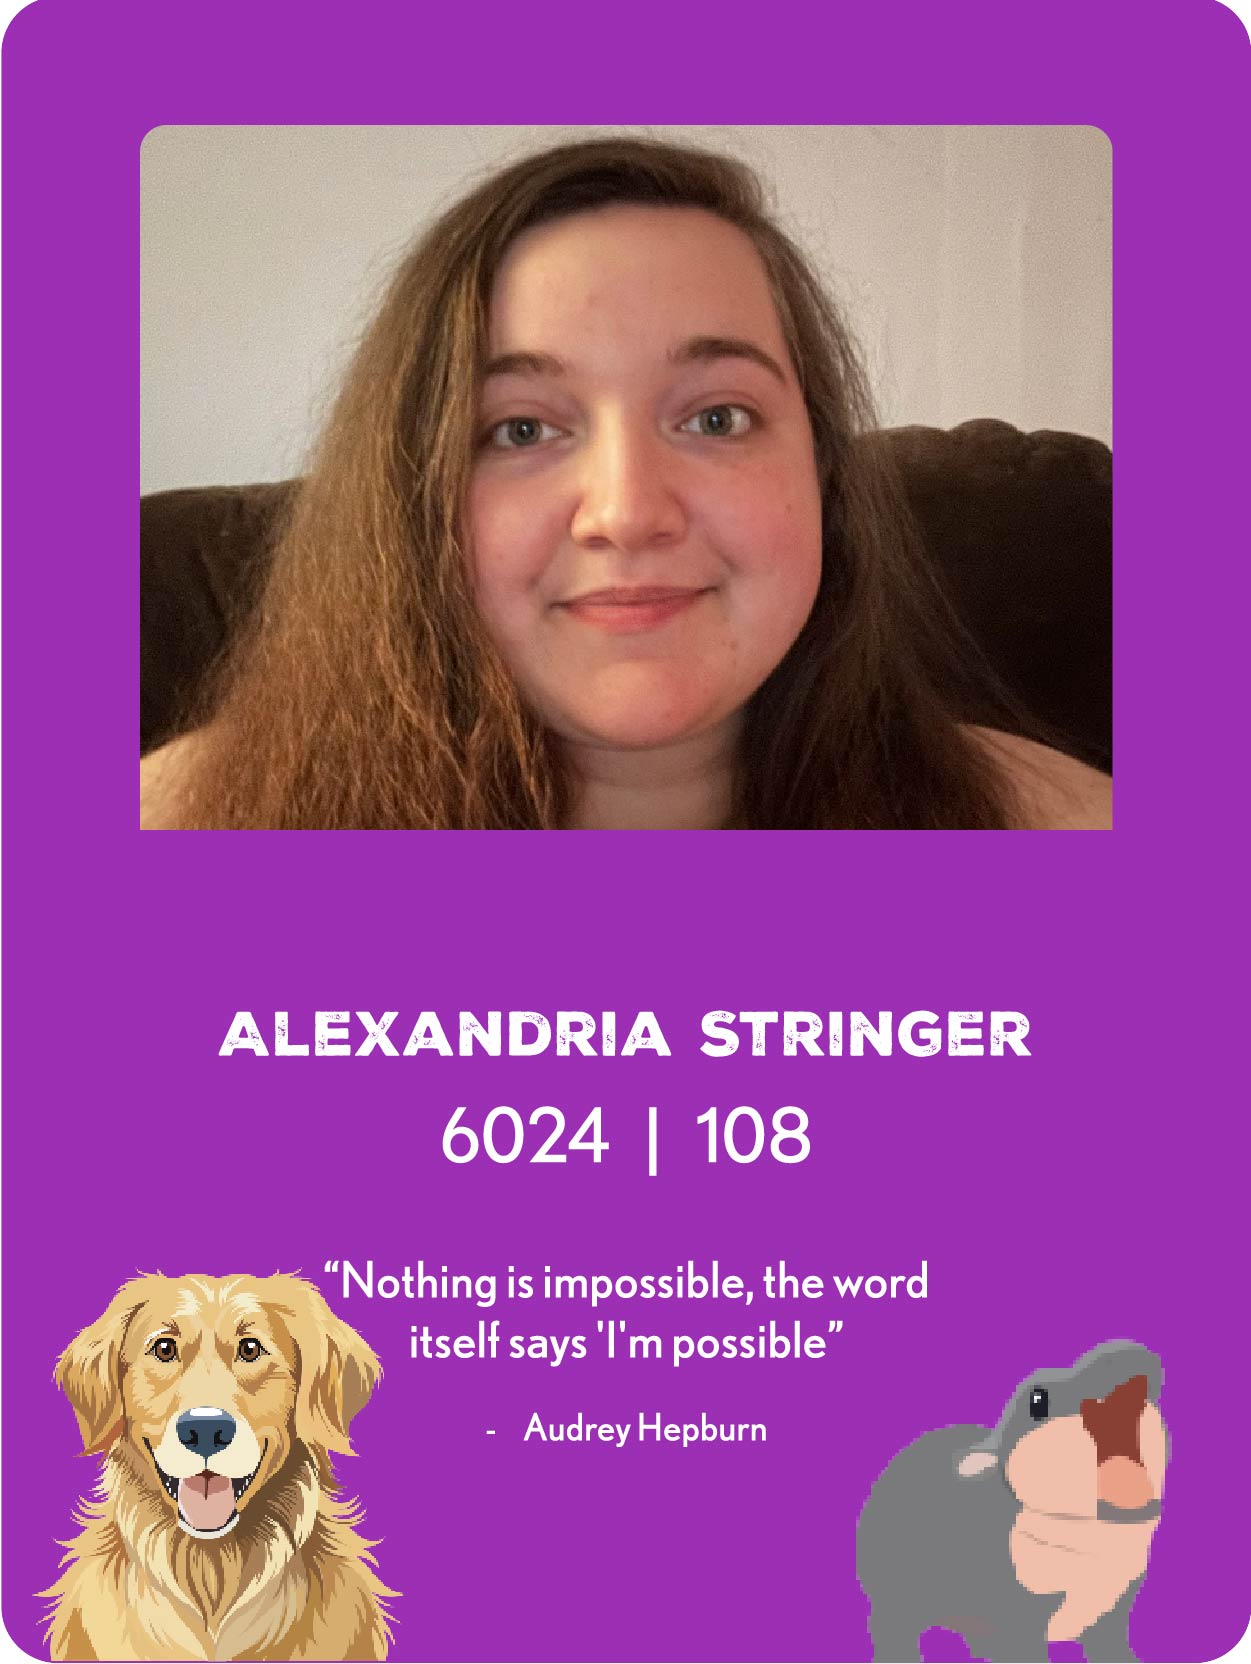 ALEXANDRIA STRINGER
6024 | 108
“Nothing is impossible, the word
itself says 'I'm possible”
- Audrey Hepburn